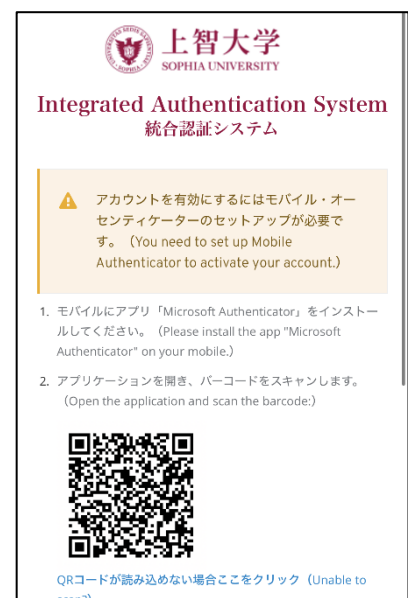 上智大学
SOPHIA UNIVERSITY
Integrated Authentication System
統合認証システム
アカウントを有効にするにはモバイル・オー
センティケーターのセットアップが必要で
す。（You need to set up Mobile
Authenticator to activate your account.）
1. モバイルにアプリ「Microsoft Authenticator」をインストー
ルしてください。（Please install the app "Microsoft
Authenticator" on your mobile.）
2. アプリケーションを開き、バーコードをスキャンします。
（Open the application and scan the barcode:）
QRコードが読み込めない場合ここをクリック（Unable to